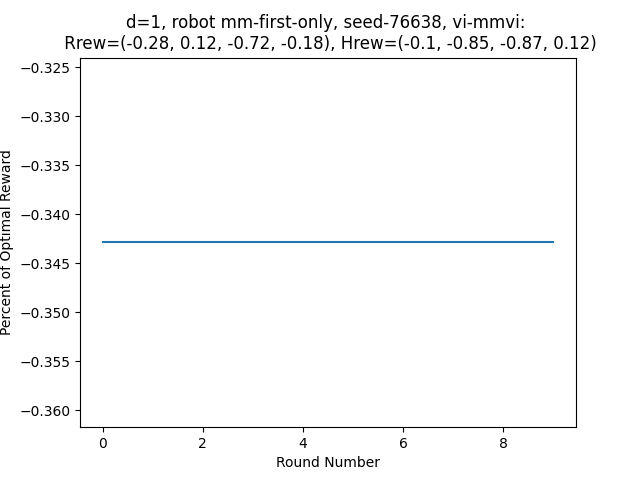 d=1, robot mm-first-only, seed-76638, vi-mmvi:
Rrew=(-0.28, 0.12, -0.72, -0.18), Hrew=(-0.1, -0.85, -0.87, 0.12)
Percent of Optimal Reward
−0.325
−0.330
−0.335
−0.340
−0.345
−0.350
−0.355
−0.360
0 2 4 6 8
Round Number